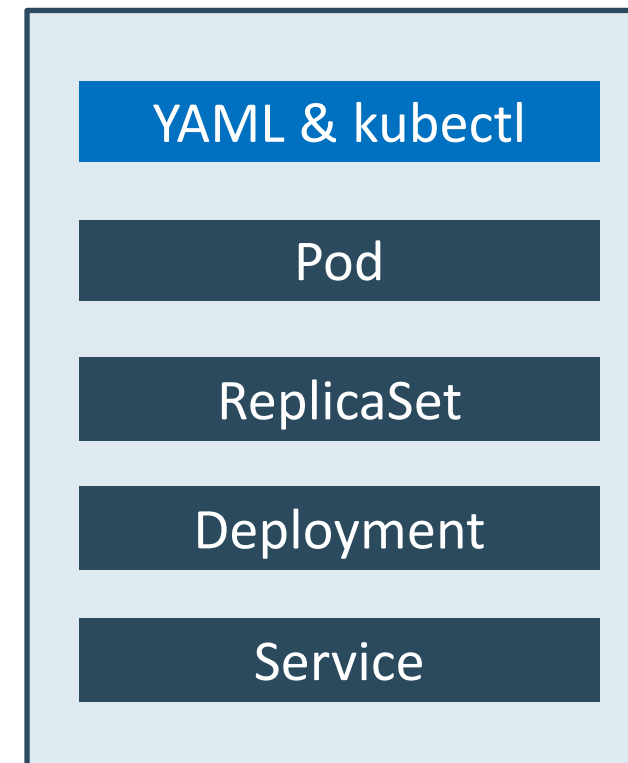 YAML & kubectl
Pod
ReplicaSet
Deployment
Service